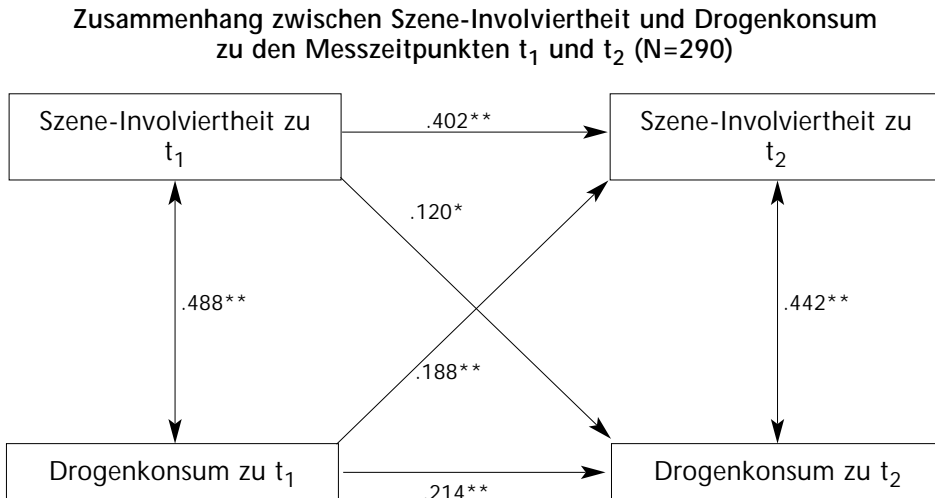 Zusammenhang zwischen Szene-Involviertheit und Drogenkonsum
zu den Messzeitpunkten t₁ und t₂ (N=290)
Szene-Involviertheit zu
t₁
.402**
Szene-Involviertheit zu
t₂
.120*
.488**
.442**
.188**
Drogenkonsum zu t₁
.214**
Drogenkonsum zu t₂